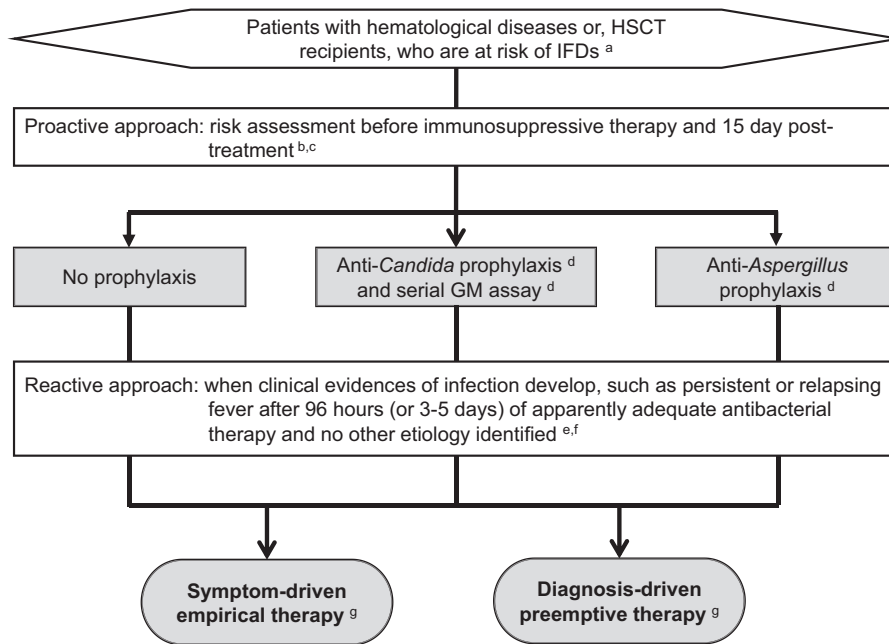 Patients with hematological diseases or, HSCT
recipients, who are at risk of IFDs a
Proactive approach: risk assessment before immunosuppressive therapy and 15 day post-
treatment b,c
No prophylaxis
Anti-Candida prophylaxis d
and serial GM assay d
Anti-Aspergillus
prophylaxis d
Reactive approach: when clinical evidences of infection develop, such as persistent or relapsing
fever after 96 hours (or 3-5 days) of apparently adequate antibacterial
therapy and no other etiology identified e,f
Symptom-driven
empirical therapy g
Diagnosis-driven
preemptive therapy g